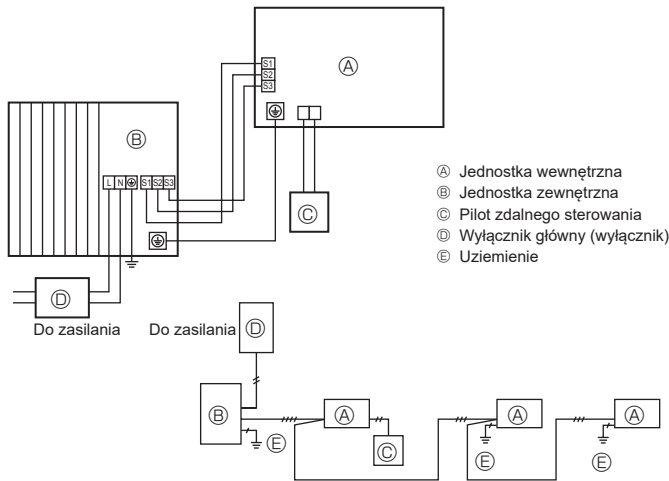 S1
S2
S3
Ⓐ
Ⓑ
L N S1 S2 S3
Ⓒ
Ⓐ Jednostka wewnętrzna
Ⓑ Jednostka zewnętrzna
Ⓒ Pilot zdalnego sterowania
Ⓓ Wyłącznik główny (wyłącznik)
Ⓔ Uziemienie
Ⓓ
Do zasilania
Do zasilania
Ⓓ
Ⓑ
Ⓔ
Ⓐ
Ⓒ
Ⓐ
Ⓔ
Ⓐ
Ⓔ